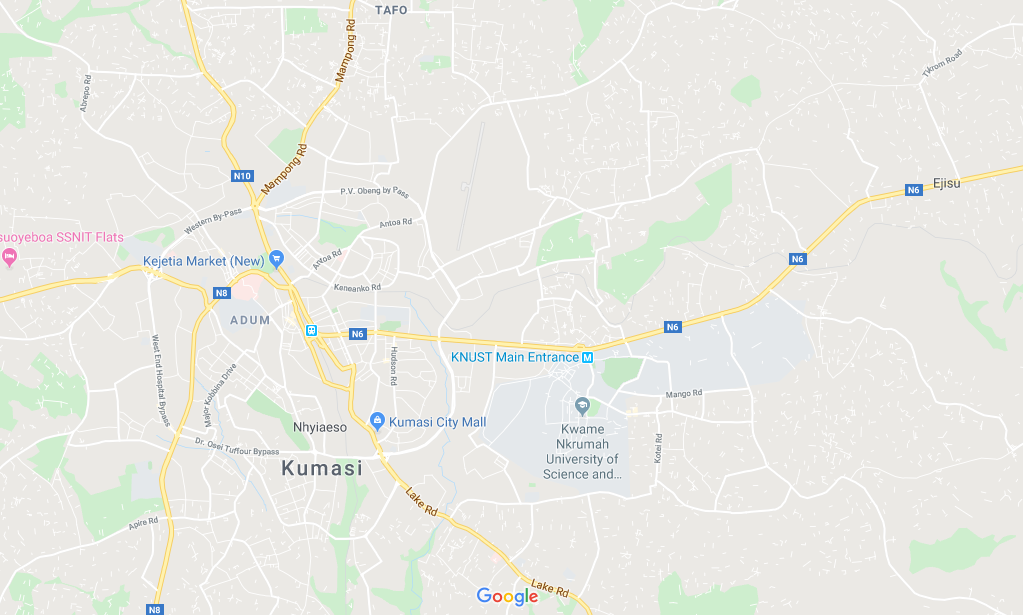 TAFO
Mampong Rd
Abrepo Rd
Tikrom Road
Mampong Rd
N10
P.V. Obeng by Pass
N6
Ejisu
Western By-Pass
Antoa Rd
suoyeboa SSNIT Flats
Kejetia Market (New)
Antoa Rd
N6
Keneanko Rd
N8
ADUM
N6
N6
KNUST Main Entrance
M
West End Hospital Bypass
Hudson Rd
Major Kobbina Drive
Mango Rd
Kumasi City Mall
Nhyiaeso
Kwame
Nkrumah
University of
Science and...
Kotei Rd
Dr. Osei Tuffour Bypass
Kumasi
Lake Rd
Apire Rd
Lake Rd
Google
N8